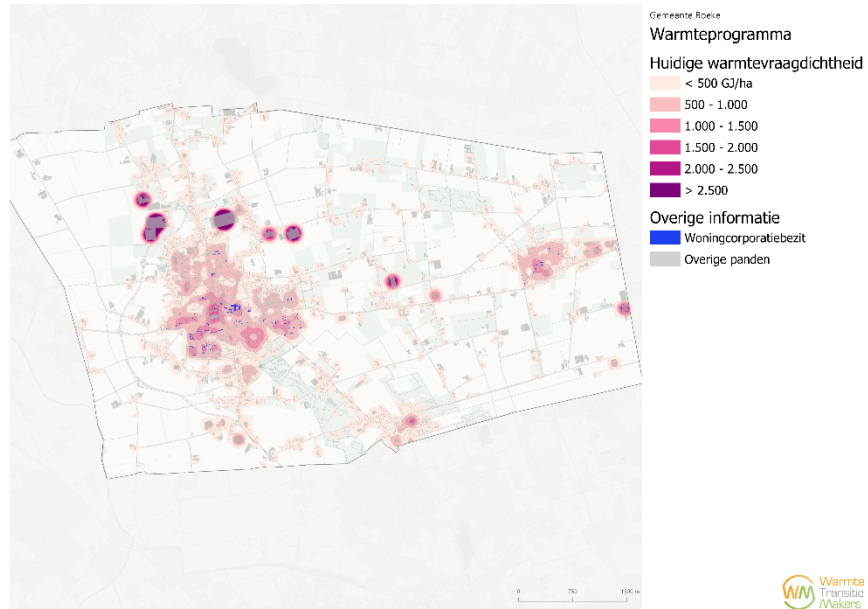 Gemeente Boeke
Warmteprogramma
Huidige warmtevraagdichtheid
< 500 GJ/ha
500 - 1.000
1.000 - 1.500
1.500 - 2.000
2.000 - 2.500
> 2.500
Overige informatie
Woningcorporatiebezit
Overige panden
0 750 1500 m
WM Warmte
Transitie
Makers